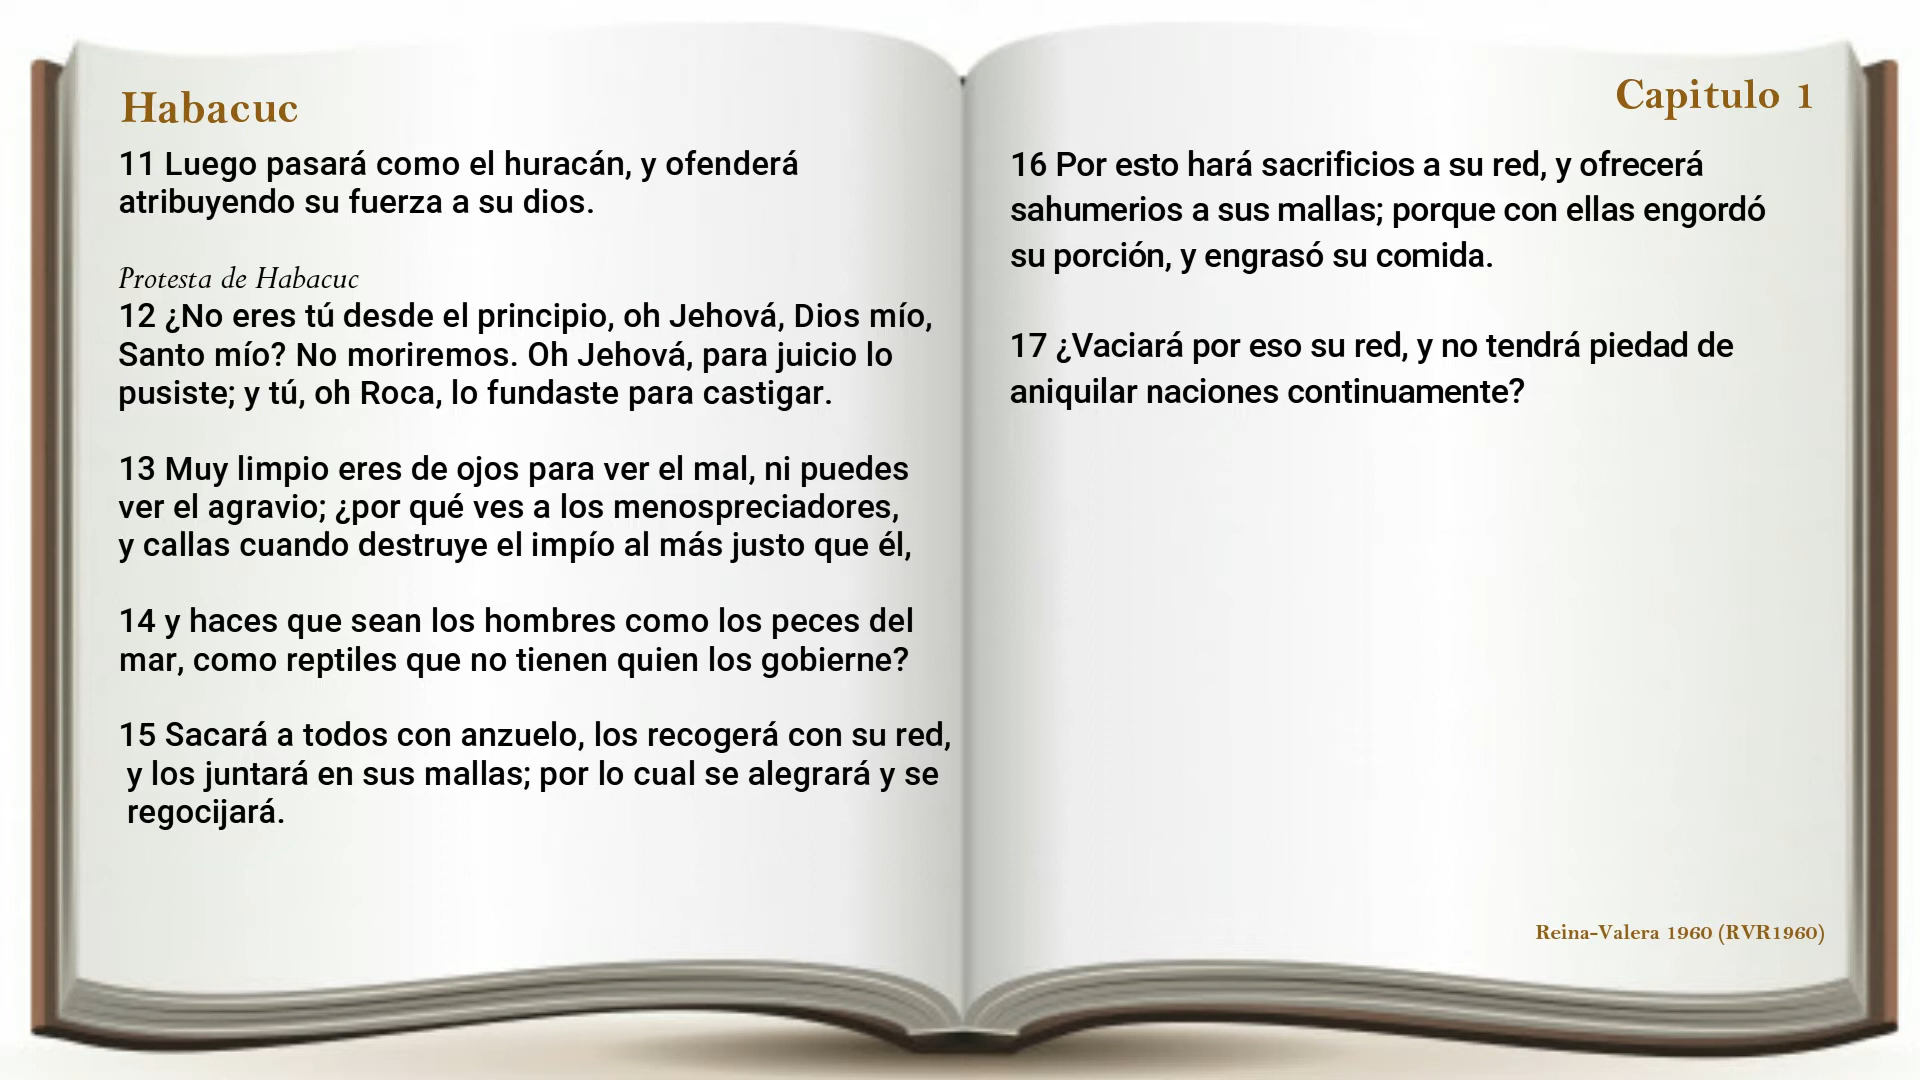 Habacuc
11 Luego pasará como el huracán, y ofenderá
atribuyendo su fuerza a su dios.
Protesta de Habacuc
12 ¿No eres tú desde el principio, oh Jehová, Dios mío,
Santo mío? No moriremos. Oh Jehová, para juicio lo
pusiste; y tú, oh Roca, lo fundaste para castigar.
13 Muy limpio eres de ojos para ver el mal, ni puedes
ver el agravio; ¿por qué ves a los menospreciadores,
y callas cuando destruye el impío al más justo que él,
14 y haces que sean los hombres como los peces del
mar, como reptiles que no tienen quien los gobierne?
15 Sacará a todos con anzuelo, los recogerá con su red,
y los juntará en sus mallas; por lo cual se alegrará y se
regocijará.
Capitulo 1
16 Por esto hará sacrificios a su red, y ofrecerá
sahumerios a sus mallas; porque con ellas engordó
su porción, y engrasó su comida.
17 ¿Vaciará por eso su red, y no tendrá piedad de
aniquilar naciones continuamente?
Reina-Valera 1960 (RVR1960)